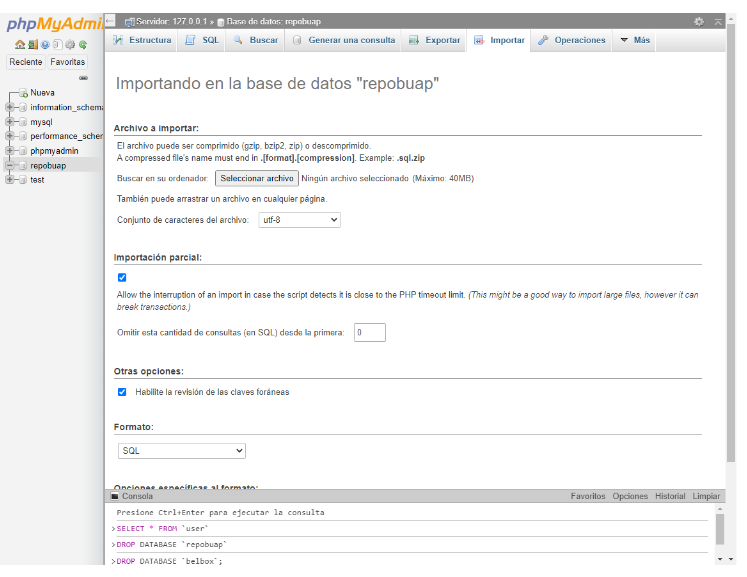 phpMyAdmi
Servidor: 127.0.0.1 » Base de datos: repobuap
Estructura SQL Buscar Generar una consulta Exportar Importar Operaciones Más
Reciente Favoritas
Nueva
information_schema
mysql
performance_scher
phpmyadmin
repobuap
test
Importando en la base de datos "repobuap"
Archivo a importar:
El archivo puede ser comprimido (gzip, bzip2, zip) o descomprimido.
A compressed file's name must end in .[format].[compression]. Example: .sql.zip
Buscar en su ordenador: Seleccionar archivo Ningún archivo seleccionado (Máximo: 40MB)
También puede arrastrar un archivo en cualquier página.
Conjunto de caracteres del archivo: utf-8
Importación parcial:
Allow the interruption of an import in case the script detects it is close to the PHP timeout limit. (This might be a good way to import large files, however it can
break transactions.)
Omitir esta cantidad de consultas (en SQL) desde la primera: 0
Otras opciones:
Habilite la revisión de las claves foráneas
Formato:
SQL
Opciones específicas al formato:
Consola Favoritos Opciones Historial Limpiar
Presione Ctrl+Enter para ejecutar la consulta
>SELECT * FROM `user`
>DROP DATABASE `repobuap`
>DROP DATABASE `belbox`;